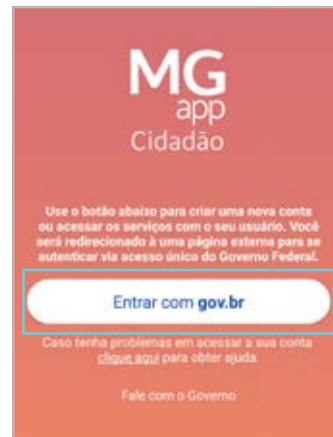 MG
app
Cidadão
Use o botão abaixo para criar uma nova conta
ou acessar os serviços com o seu usuário. Você
será redirecionado à uma página externa para se
autenticar via acesso único do Governo Federal.
Entrar com gov.br
Caso tenha problemas em acessar a sua conta
clique aqui para obter ajuda.
Fale com o Governo